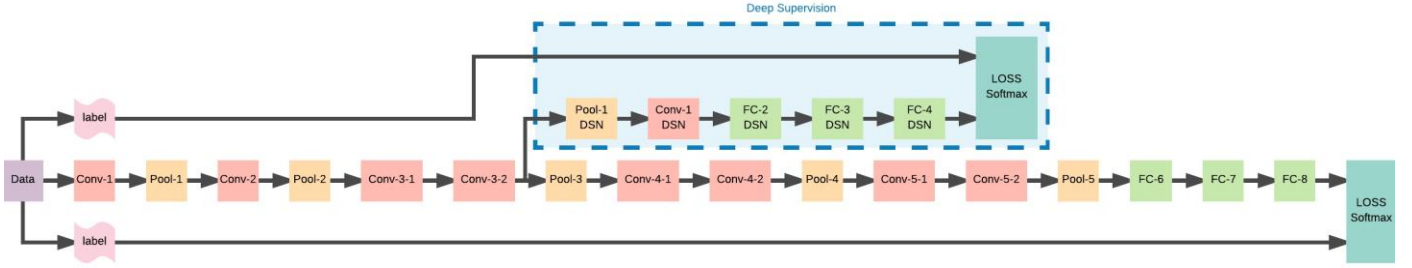 Deep Supervision
LOSS
Softmax
Pool-1
DSN
Conv-1
DSN
FC-2
DSN
FC-3
DSN
FC-4
DSN
label
Data
Conv-1
Pool-1
Conv-2
Pool-2
Conv-3-1
Conv-3-2
Pool-3
Conv-4-1
Conv-4-2
Pool-4
Conv-5-1
Conv-5-2
Pool-5
FC-6
FC-7
FC-8
LOSS
Softmax
label